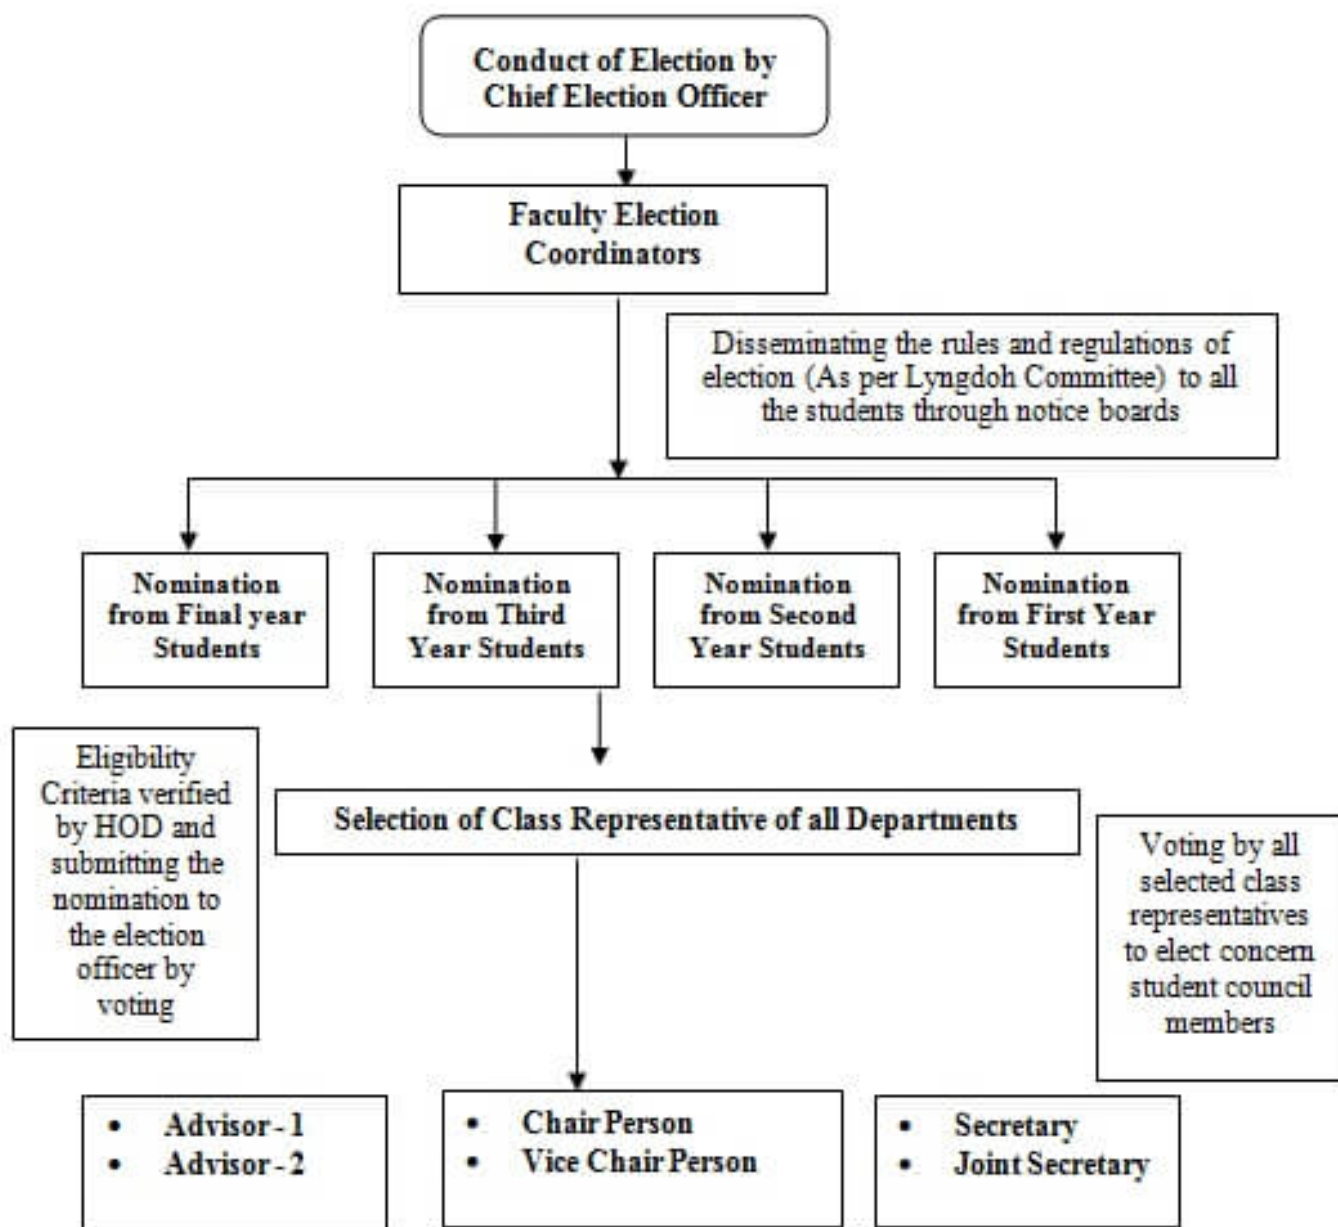 Conduct of Election by
Chief Election Officer
Faculty Election
Coordinators
Disseminating the rules and regulations of
election (As per Lyngdoh Committee) to all
the students through notice boards
Nomination
from Final year
Students
Nomination
from Third
Year Students
Nomination
from Second
Year Students
Nomination
from First Year
Students
Eligibility
Criteria verified
by HOD and
submitting the
nomination to
the election
officer by
voting
Selection of Class Representative of all Departments
Voting by all
selected class
representatives
to elect concern
student council
members
• Advisor - 1
• Advisor - 2
• Chair Person
• Vice Chair Person
• Secretary
• Joint Secretary